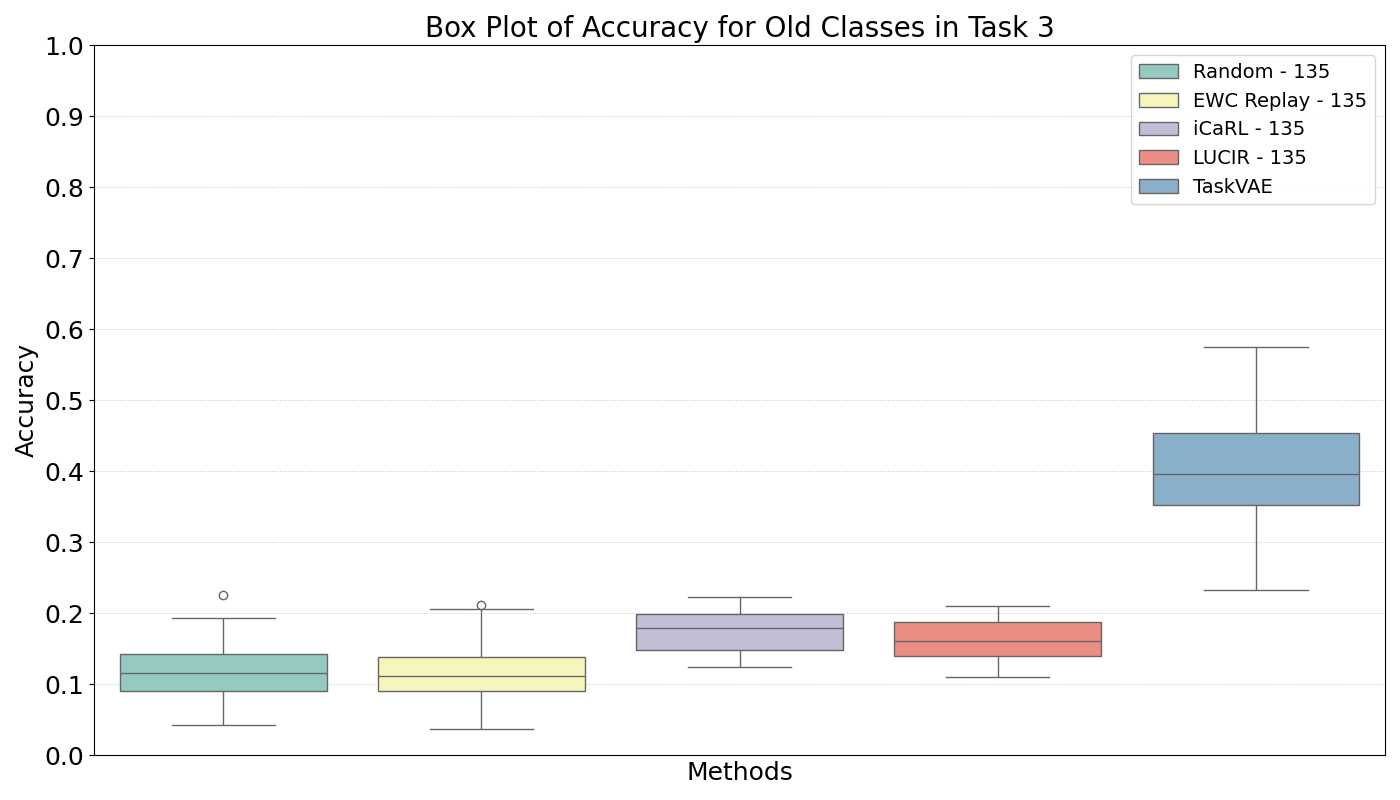 Box Plot of Accuracy for Old Classes in Task 3
1.0
0.9
0.8
0.7
0.6
0.5
0.4
0.3
0.2
0.1
0.0
Accuracy
Methods
Random - 135
EWC Replay - 135
iCaRL - 135
LUCIR - 135
TaskVAE